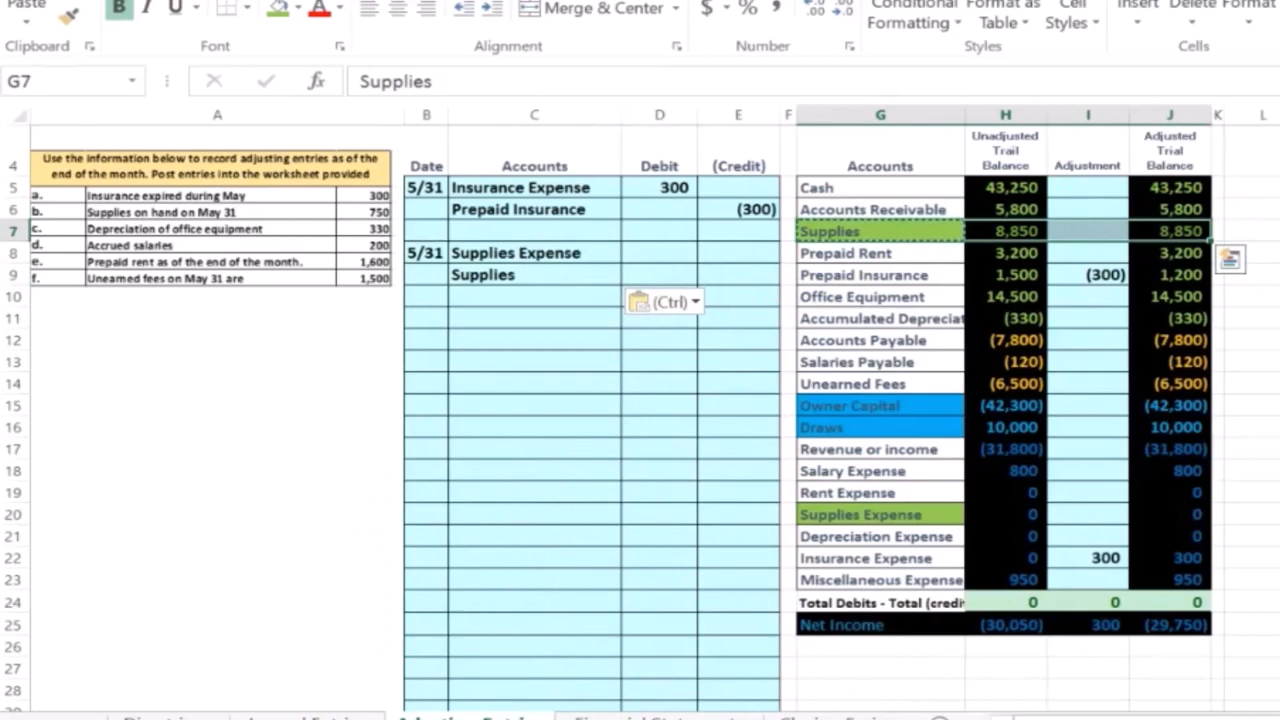 Paste
B I U A
Merge & Center $ % , .00 .0
Conditional Format as Cell Insert Delete Format
Formatting Table Styles
Clipboard Font Alignment Number Styles Cells
G7 fx Supplies
A B C D E F G H I J K L
4 Use the information below to record adjusting entries as of the
end of the month. Post entries into the worksheet provided
Date Accounts Debit (Credit)
Accounts Unadjusted Trail Balance Adjustment Adjusted Trial Balance
5 a. Insurance expired during May 300 5/31 Insurance Expense 300 Cash 43,250 43,250
6 b. Supplies on hand on May 31 750 Prepaid Insurance (300) Accounts Receivable 5,800 5,800
7 c. Depreciation of office equipment 330 Supplies 8,850 8,850
8 d. Accrued salaries 200 5/31 Supplies Expense Prepaid Rent 3,200 3,200
e. Prepaid rent as of the end of the month. 1,600
9 f. Unearned fees on May 31 are 1,500 Supplies Prepaid Insurance 1,500 (300) 1,200
10 (Ctrl) Office Equipment 14,500 14,500
11 Accumulated Depreciat (330) (330)
12 Accounts Payable (7,800) (7,800)
13 Salaries Payable (120) (120)
14 Unearned Fees (6,500) (6,500)
15 Owner Capital (42,300) (42,300)
16 Draws 10,000 10,000
17 Revenue or income (31,800) (31,800)
18 Salary Expense 800 800
19 Rent Expense 0 0
20 Supplies Expense 0 0
21 Depreciation Expense 0 0
22 Insurance Expense 0 300 300
23 Miscellaneous Expense 950 950
24 Total Debits - Total (credi 0 0 0
25 Net Income (30,050) 300 (29,750)
26
27
28